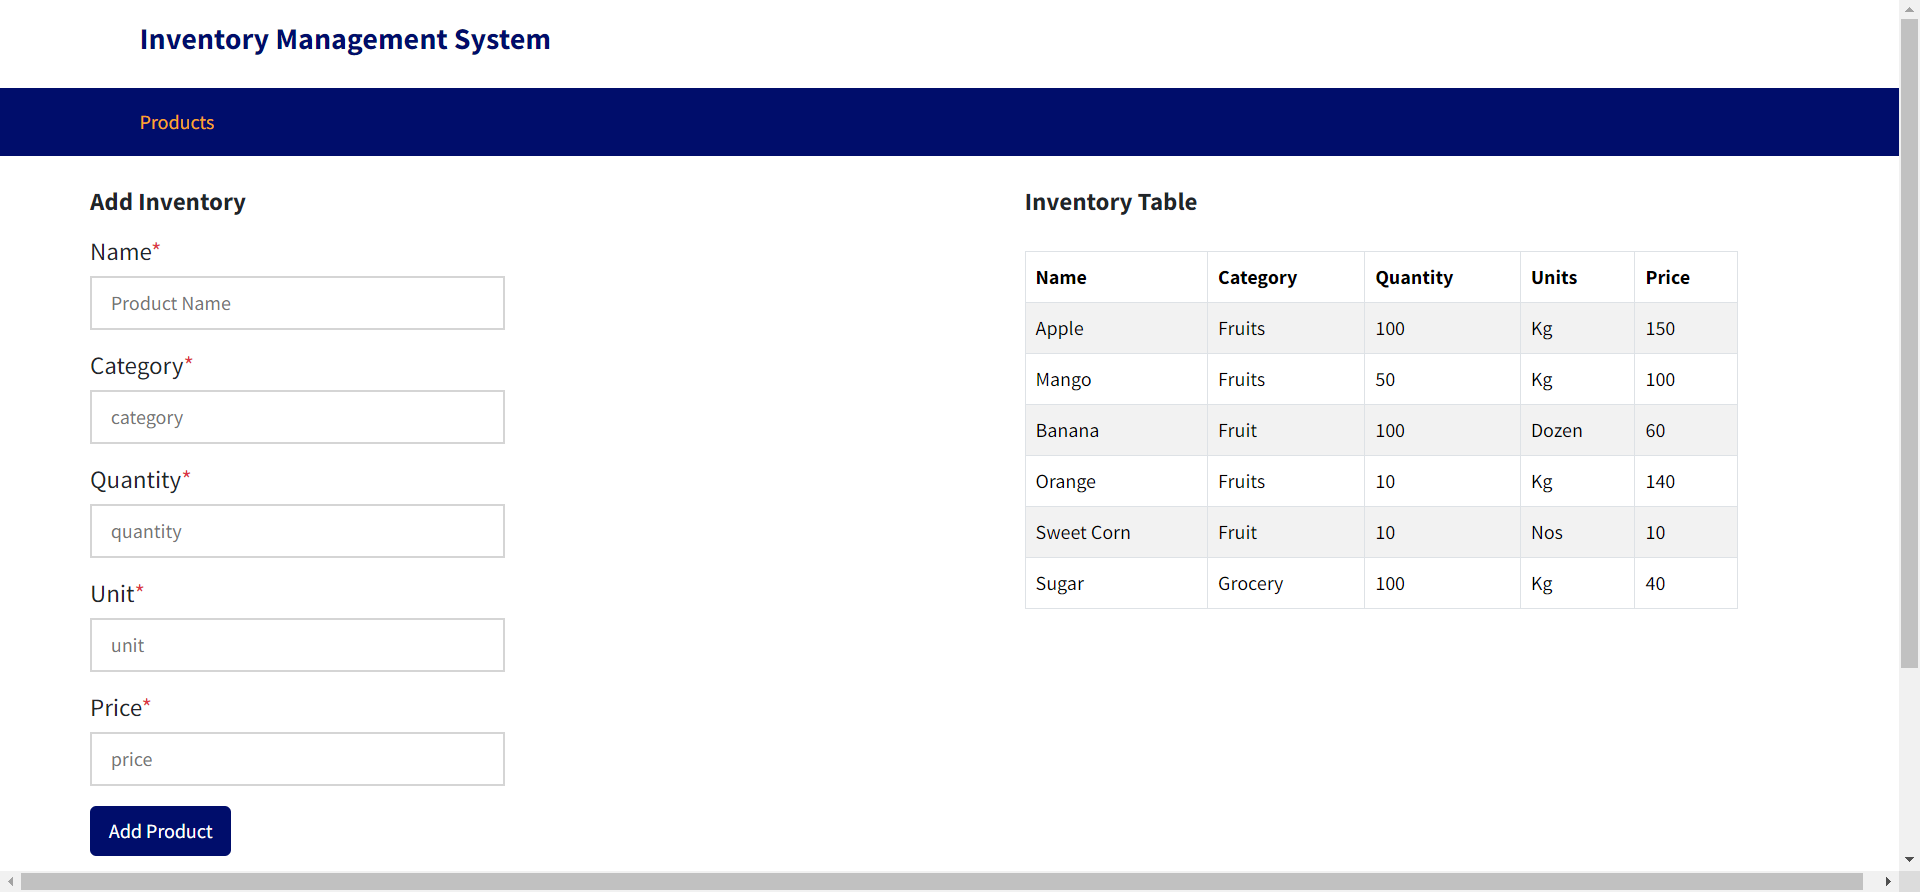 Inventory Management System
Products
Add Inventory
Name*
Product Name
Category*
category
Quantity*
quantity
Unit*
unit
Price*
price
Add Product
Inventory Table
Name Category Quantity Units Price
Apple Fruits 100 Kg 150
Mango Fruits 50 Kg 100
Banana Fruit 100 Dozen 60
Orange Fruits 10 Kg 140
Sweet Corn Fruit 10 Nos 10
Sugar Grocery 100 Kg 40